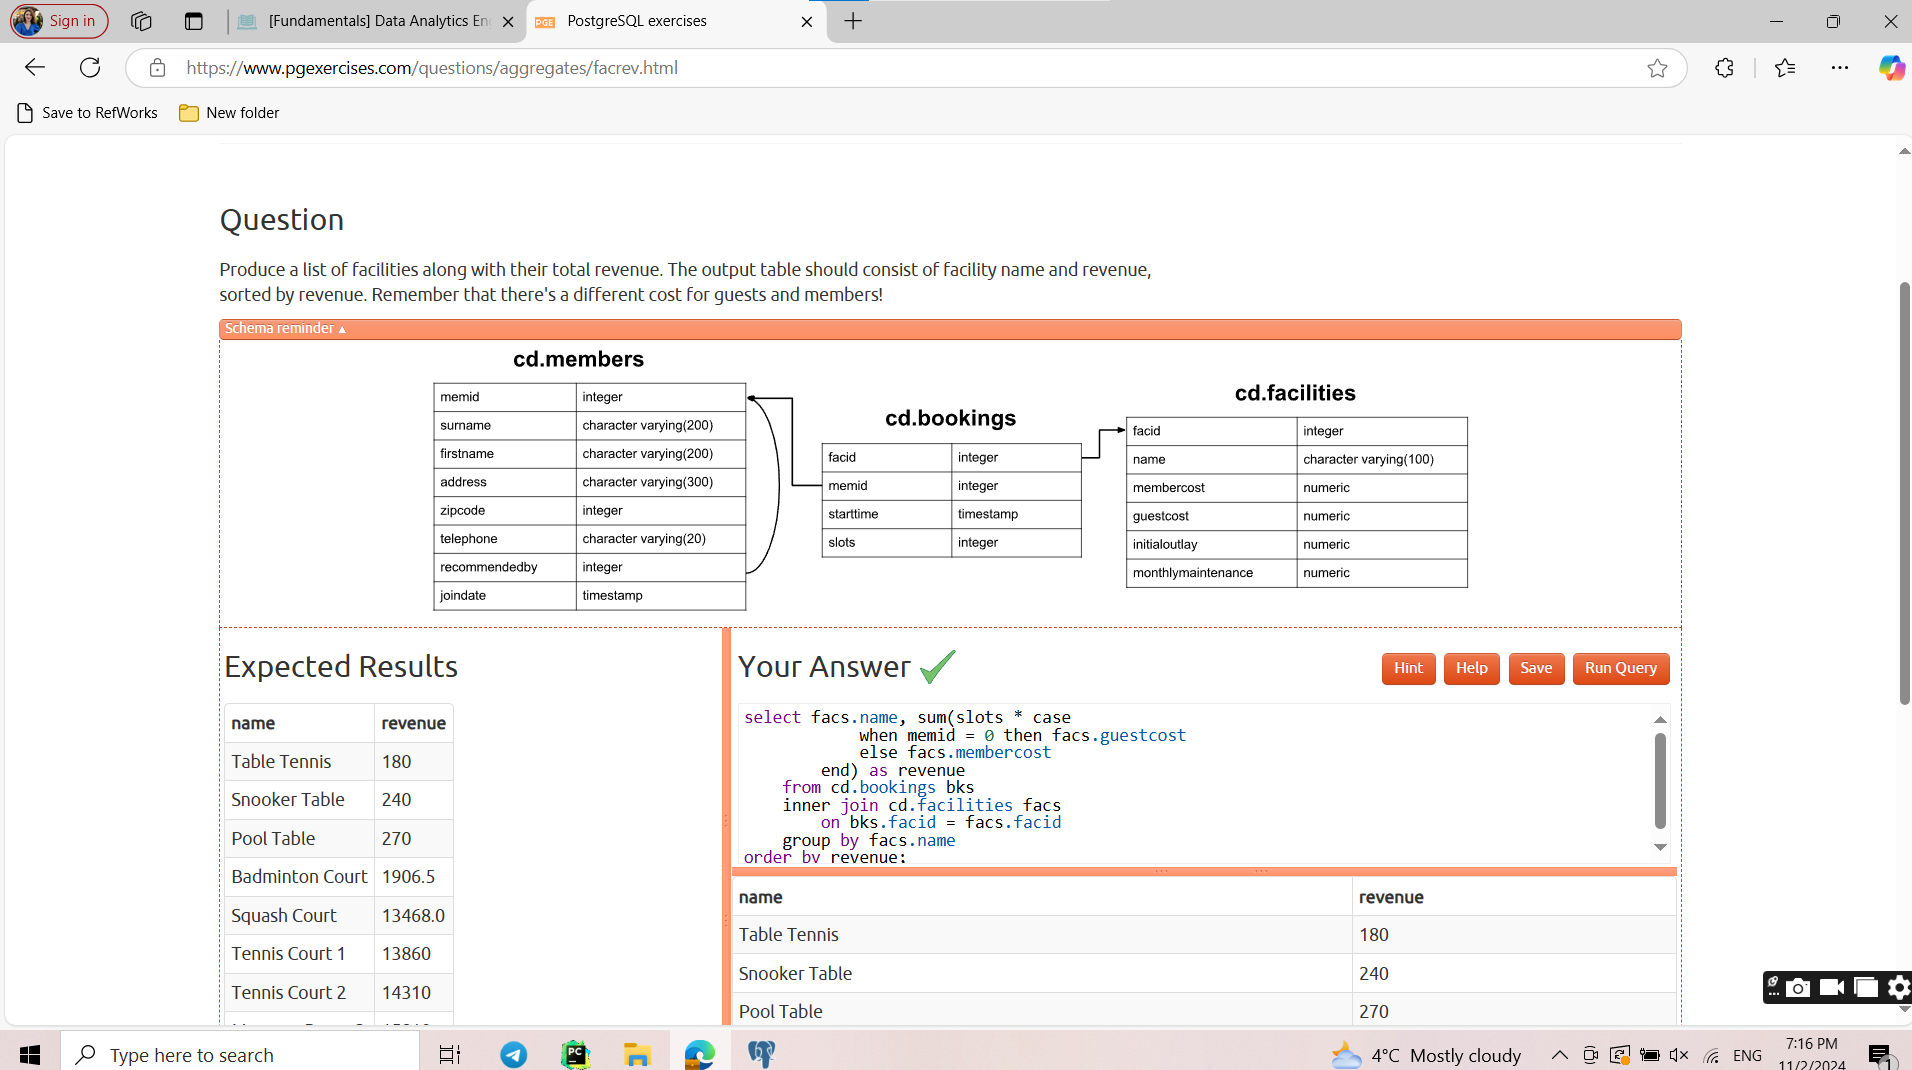 Sign in
[Fundamentals] Data Analytics En
PGE PostgreSQL exercises
https://www.pgexercises.com/questions/aggregates/facrev.html
Save to RefWorks
New folder
Question
Produce a list of facilities along with their total revenue. The output table should consist of facility name and revenue,
sorted by revenue. Remember that there's a different cost for guests and members!
Schema reminder ▲
cd.members
memid integer
surname character varying(200)
firstname character varying(200)
address character varying(300)
zipcode integer
telephone character varying(20)
recommendedby integer
joindate timestamp
cd.bookings
facid integer
memid integer
starttime timestamp
slots integer
cd.facilities
facid integer
name character varying(100)
membercost numeric
guestcost numeric
initialoutlay numeric
monthlymaintenance numeric
Expected Results
name revenue
Table Tennis 180
Snooker Table 240
Pool Table 270
Badminton Court 1906.5
Squash Court 13468.0
Tennis Court 1 13860
Tennis Court 2 14310
Your Answer
Hint Help Save Run Query
select facs.name, sum(slots * case
when memid = 0 then facs.guestcost
else facs.membercost
end) as revenue
from cd.bookings bks
inner join cd.facilities facs
on bks.facid = facs.facid
group by facs.name
order by revenue;
name revenue
Table Tennis 180
Snooker Table 240
Pool Table 270
Type here to search
PC
4°C Mostly cloudy
ENG
7:16 PM
11/2/2024
1